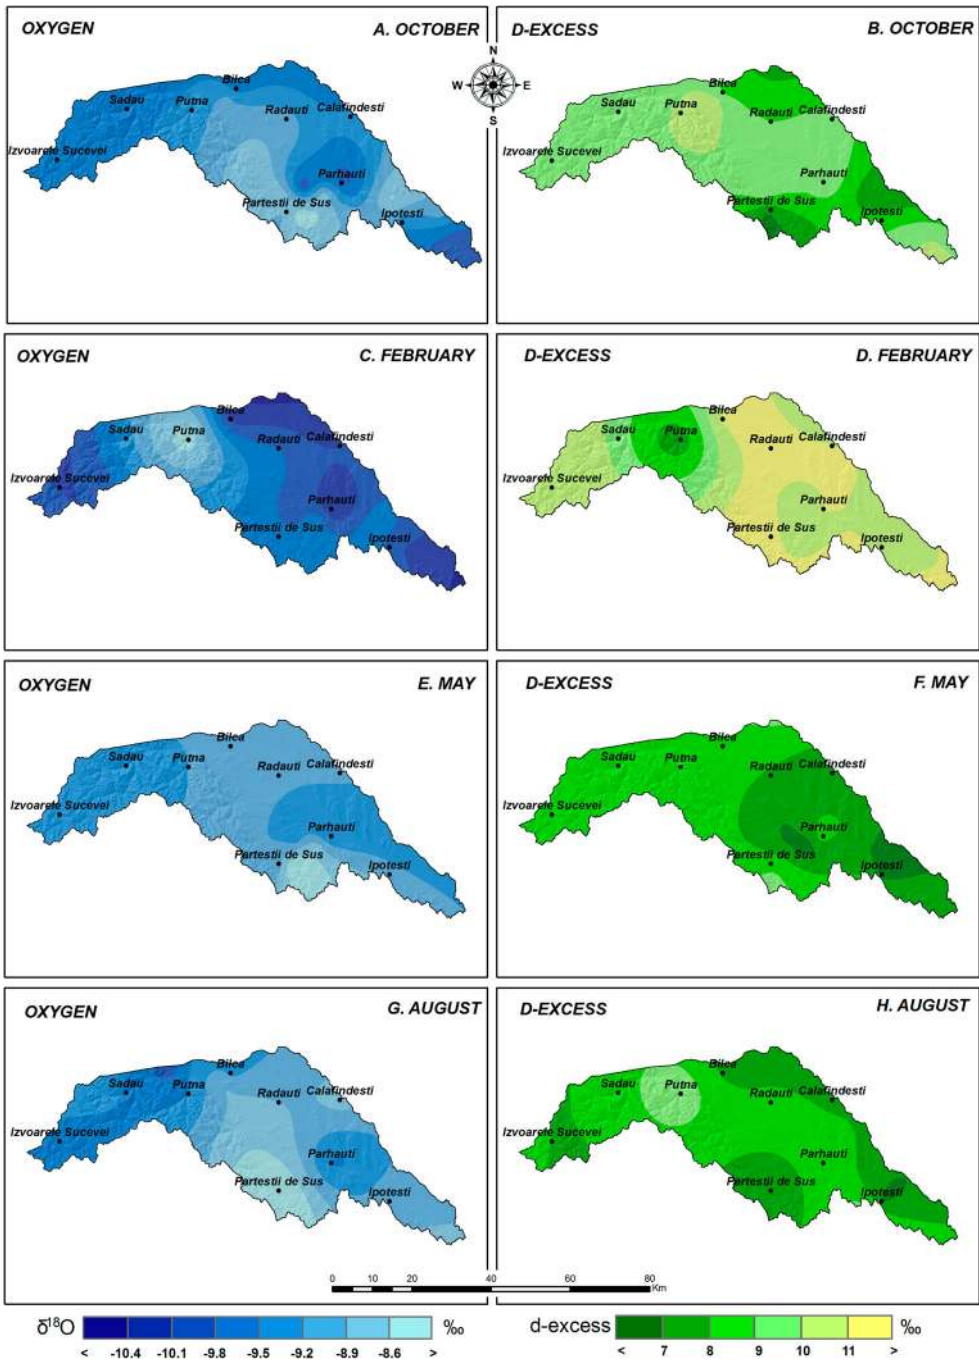 OXYGEN
A. OCTOBER
Bilca
Sadau
Putna
Radauti
Calafindesti
Izvoarele Sucevei
Parhauti
Partestii de Sus
Ipotesti
N
W E
S
D-EXCESS
B. OCTOBER
Bilca
Sadau
Putna
Radauti
Calafindesti
Izvoarele Sucevei
Parhauti
Partestii de Sus
Ipotesti
OXYGEN
C. FEBRUARY
Bilca
Sadau
Putna
Radauti
Calafindesti
Izvoarele Sucevei
Parhauti
Partestii de Sus
Ipotesti
D-EXCESS
D. FEBRUARY
Bilca
Sadau
Putna
Radauti
Calafindesti
Izvoarele Sucevei
Parhauti
Partestii de Sus
Ipotesti
OXYGEN
E. MAY
Bilca
Sadau
Putna
Radauti
Calafindesti
Izvoarele Sucevei
Parhauti
Partestii de Sus
Ipotesti
D-EXCESS
F. MAY
Bilca
Sadau
Putna
Radauti
Calafindesti
Izvoarele Sucevei
Parhauti
Partestii de Sus
Ipotesti
OXYGEN
G. AUGUST
Bilca
Sadau
Putna
Radauti
Calafindesti
Izvoarele Sucevei
Parhauti
Partestii de Sus
Ipotesti
D-EXCESS
H. AUGUST
Bilca
Sadau
Putna
Radauti
Calafindesti
Izvoarele Sucevei
Parhauti
Partestii de Sus
Ipotesti
0 10 20 40 60 80
Km
δ¹⁸O ‰
< -10.4 -10.1 -9.8 -9.5 -9.2 -8.9 -8.6 >
d-excess ‰
< 7 8 9 10 11 >